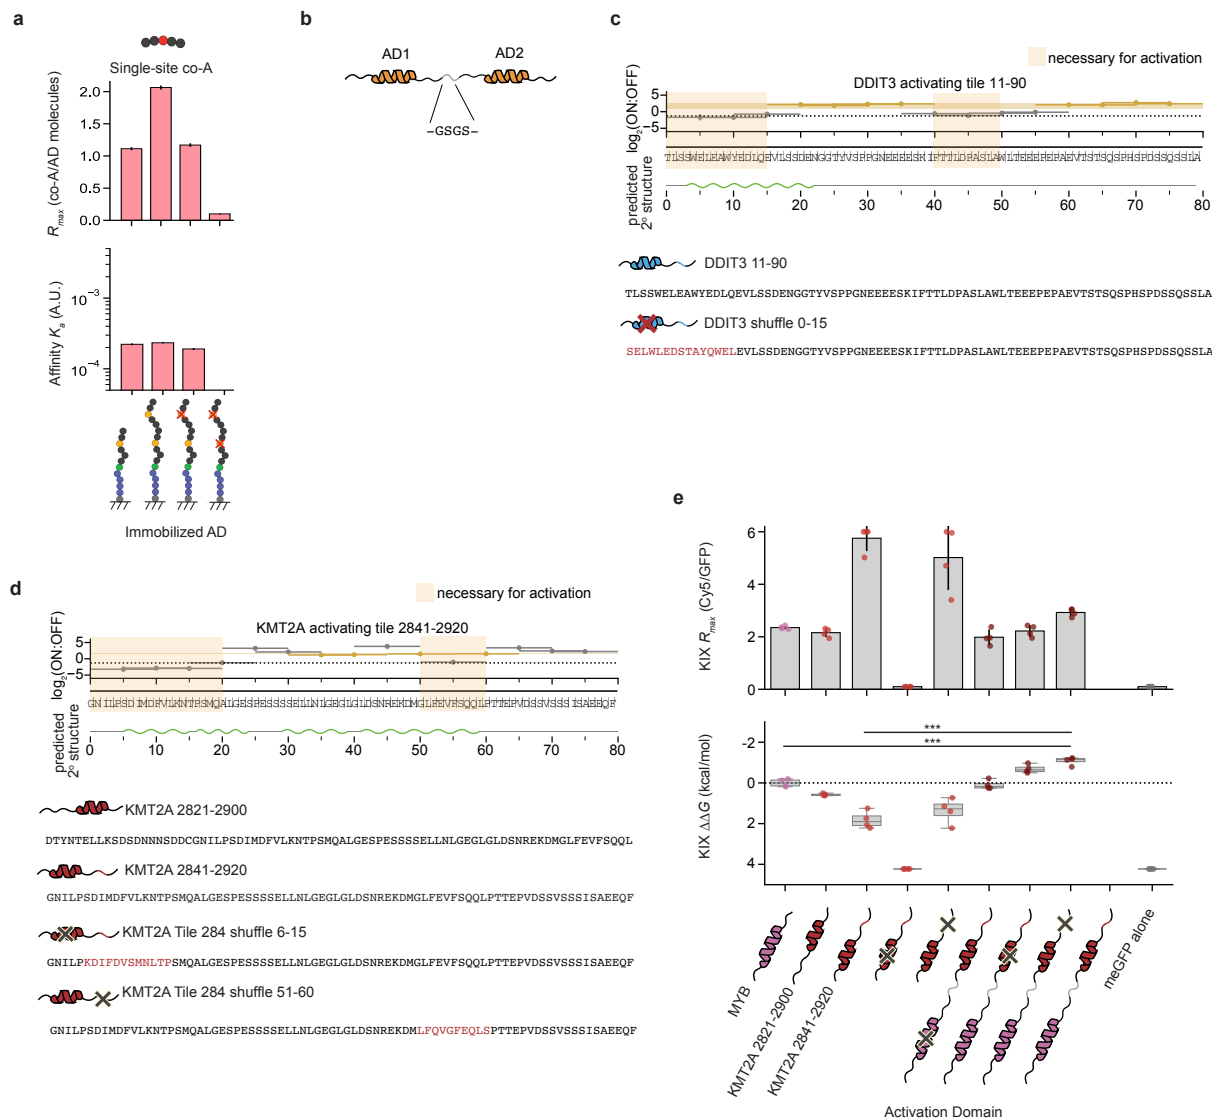 a
Single-site co-A
R_max (co-A/AD molecules)
2.0
1.5
1.0
0.5
0.0
Affinity K_a (A.U.)
10⁻³
10⁻⁴
Immobilized AD
b
AD1
AD2
–GSGS–
c
necessary for activation
DDIT3 activating tile 11-90
log₂(ON:OFF)
5
0
−5
TLSSWELEAWYEDLQEVLSSDENGGTYVSPPGNEEEESKIFTTLDPASLAWLTEEEPEPAEVTSTSQSPHSPDSSQSSLA
predicted
2° structure
0 10 20 30 40 50 60 70 80
DDIT3 11-90
TLSSWELEAWYEDLQEVLSSDENGGTYVSPPGNEEEESKIFTTLDPASLAWLTEEEPEPAEVTSTSQSPHSPDSSQSSLA
DDIT3 shuffle 0-15
SELWLEDSTAYQWELEVLSSDENGGTYVSPPGNEEEESKIFTTLDPASLAWLTEEEPEPAEVTSTSQSPHSPDSSQSSLA
d
necessary for activation
KMT2A activating tile 2841-2920
log₂(ON:OFF)
5
0
−5
GNILPSDIMDFVLKNTPSMQALGESPESSSSELLNLGEGLGLDSNREKDMGLFEVFSQQLPTTEPVDSSVSSSISAEEQF
predicted
2° structure
0 10 20 30 40 50 60 70 80
KMT2A 2821-2900
DTYNTELLKSDSDNNNSDDCGNILPSDIMDFVLKNTPSMQALGESPESSSSELLNLGEGLGLDSNREKDMGLFEVFSQQL
KMT2A 2841-2920
GNILPSDIMDFVLKNTPSMQALGESPESSSSELLNLGEGLGLDSNREKDMGLFEVFSQQLPTTEPVDSSVSSSISAEEQF
KMT2A Tile 284 shuffle 6-15
GNILPKDIFDVSMNLTPSMQALGESPESSSSELLNLGEGLGLDSNREKDMGLFEVFSQQLPTTEPVDSSVSSSISAEEQF
KMT2A Tile 284 shuffle 51-60
GNILPSDIMDFVLKNTPSMQALGESPESSSSELLNLGEGLGLDSNREKDMLFQVGFEQLSPTTEPVDSSVSSSISAEEQF
e
KIX R_max (Cy5/GFP)
6
4
2
0
KIX ΔΔG (kcal/mol)
-2
0
2
4
***
***
MYB
KMT2A 2821-2900
KMT2A 2841-2920
meGFP alone
Activation Domain